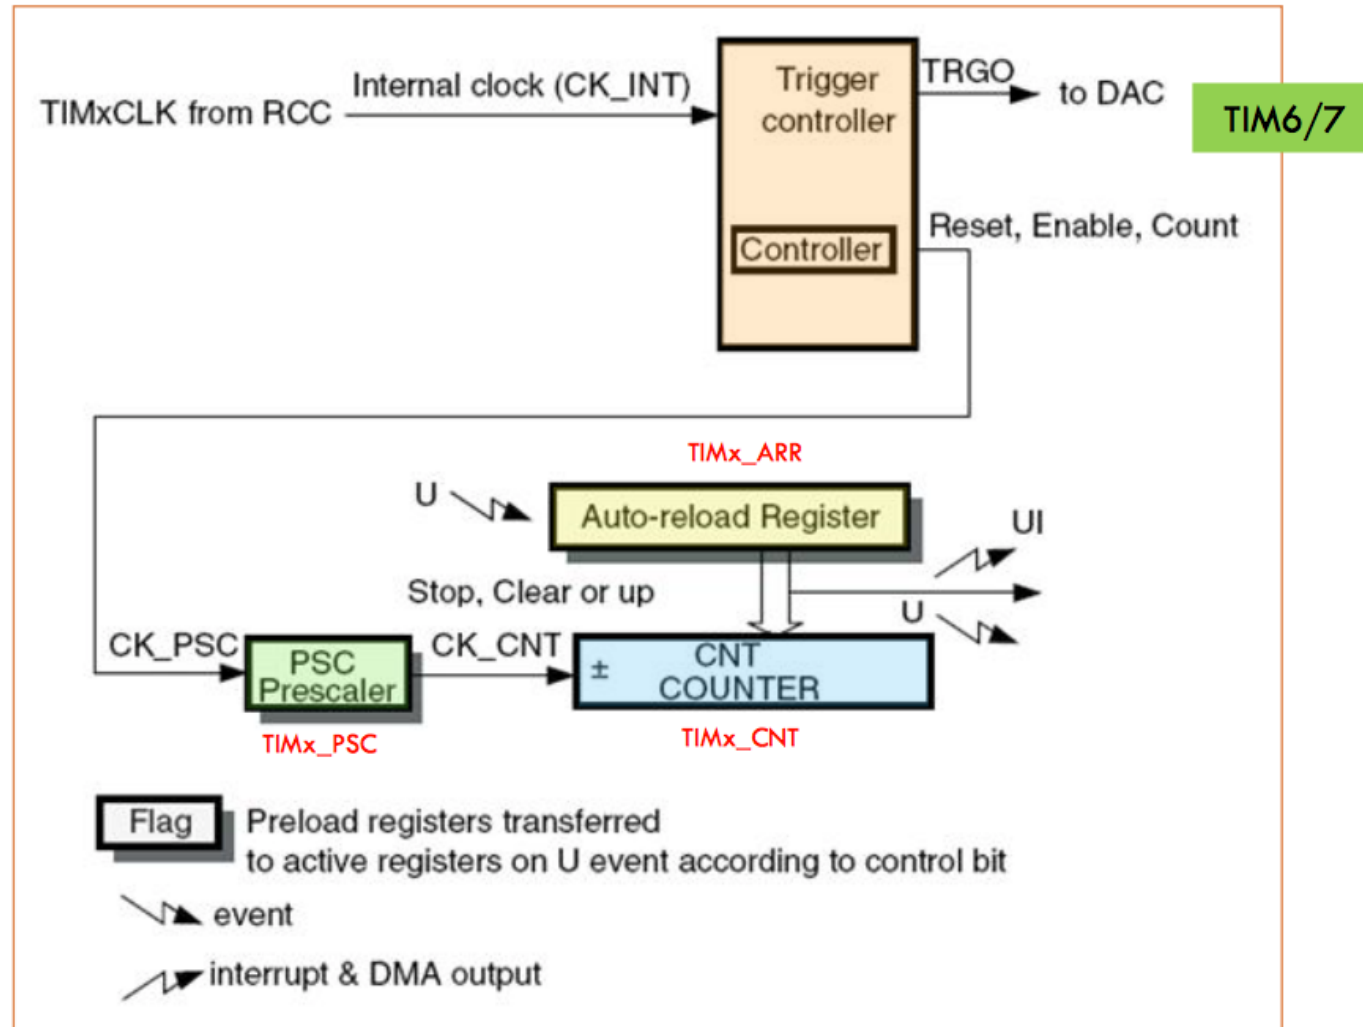 Internal clock (CK_INT)
TIMxCLK from RCC
Trigger
controller
TRGO
to DAC
TIM6/7
Controller
Reset, Enable, Count
TIMx_ARR
U
Auto-reload Register
UI
Stop, Clear or up
U
CK_PSC
PSC
Prescaler
CK_CNT
±
CNT
COUNTER
TIMx_PSC
TIMx_CNT
Flag
Preload registers transferred
to active registers on U event according to control bit
event
interrupt & DMA output